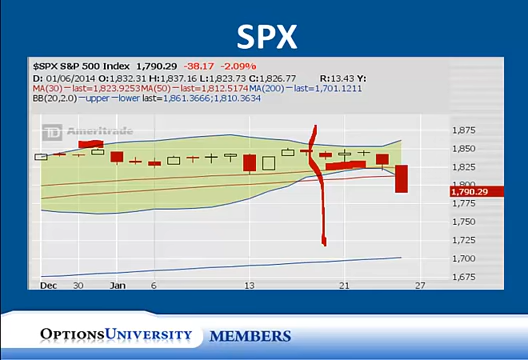 SPX
$SPX S&P 500 Index 1,790.29 -38.17 -2.09%
D: 01/06/2014 O:1,832.31 H:1,837.16 L:1,823.73 C:1,826.77 R:13.43 Y:
MA(30) — last=1,823.9253 MA(50) — last=1,812.5174 MA(200) — last=1,701.1211
BB(20,2.0) —upper —lower last=1,861.3666; 1,810.3634
TD Ameritrade
1,875
1,850
1,825
1,800
1,790.29
1,775
1,750
1,725
1,700
1,675
Dec 30 Jan 6 13 21 27
OPTIONSUNIVERSITY MEMBERS